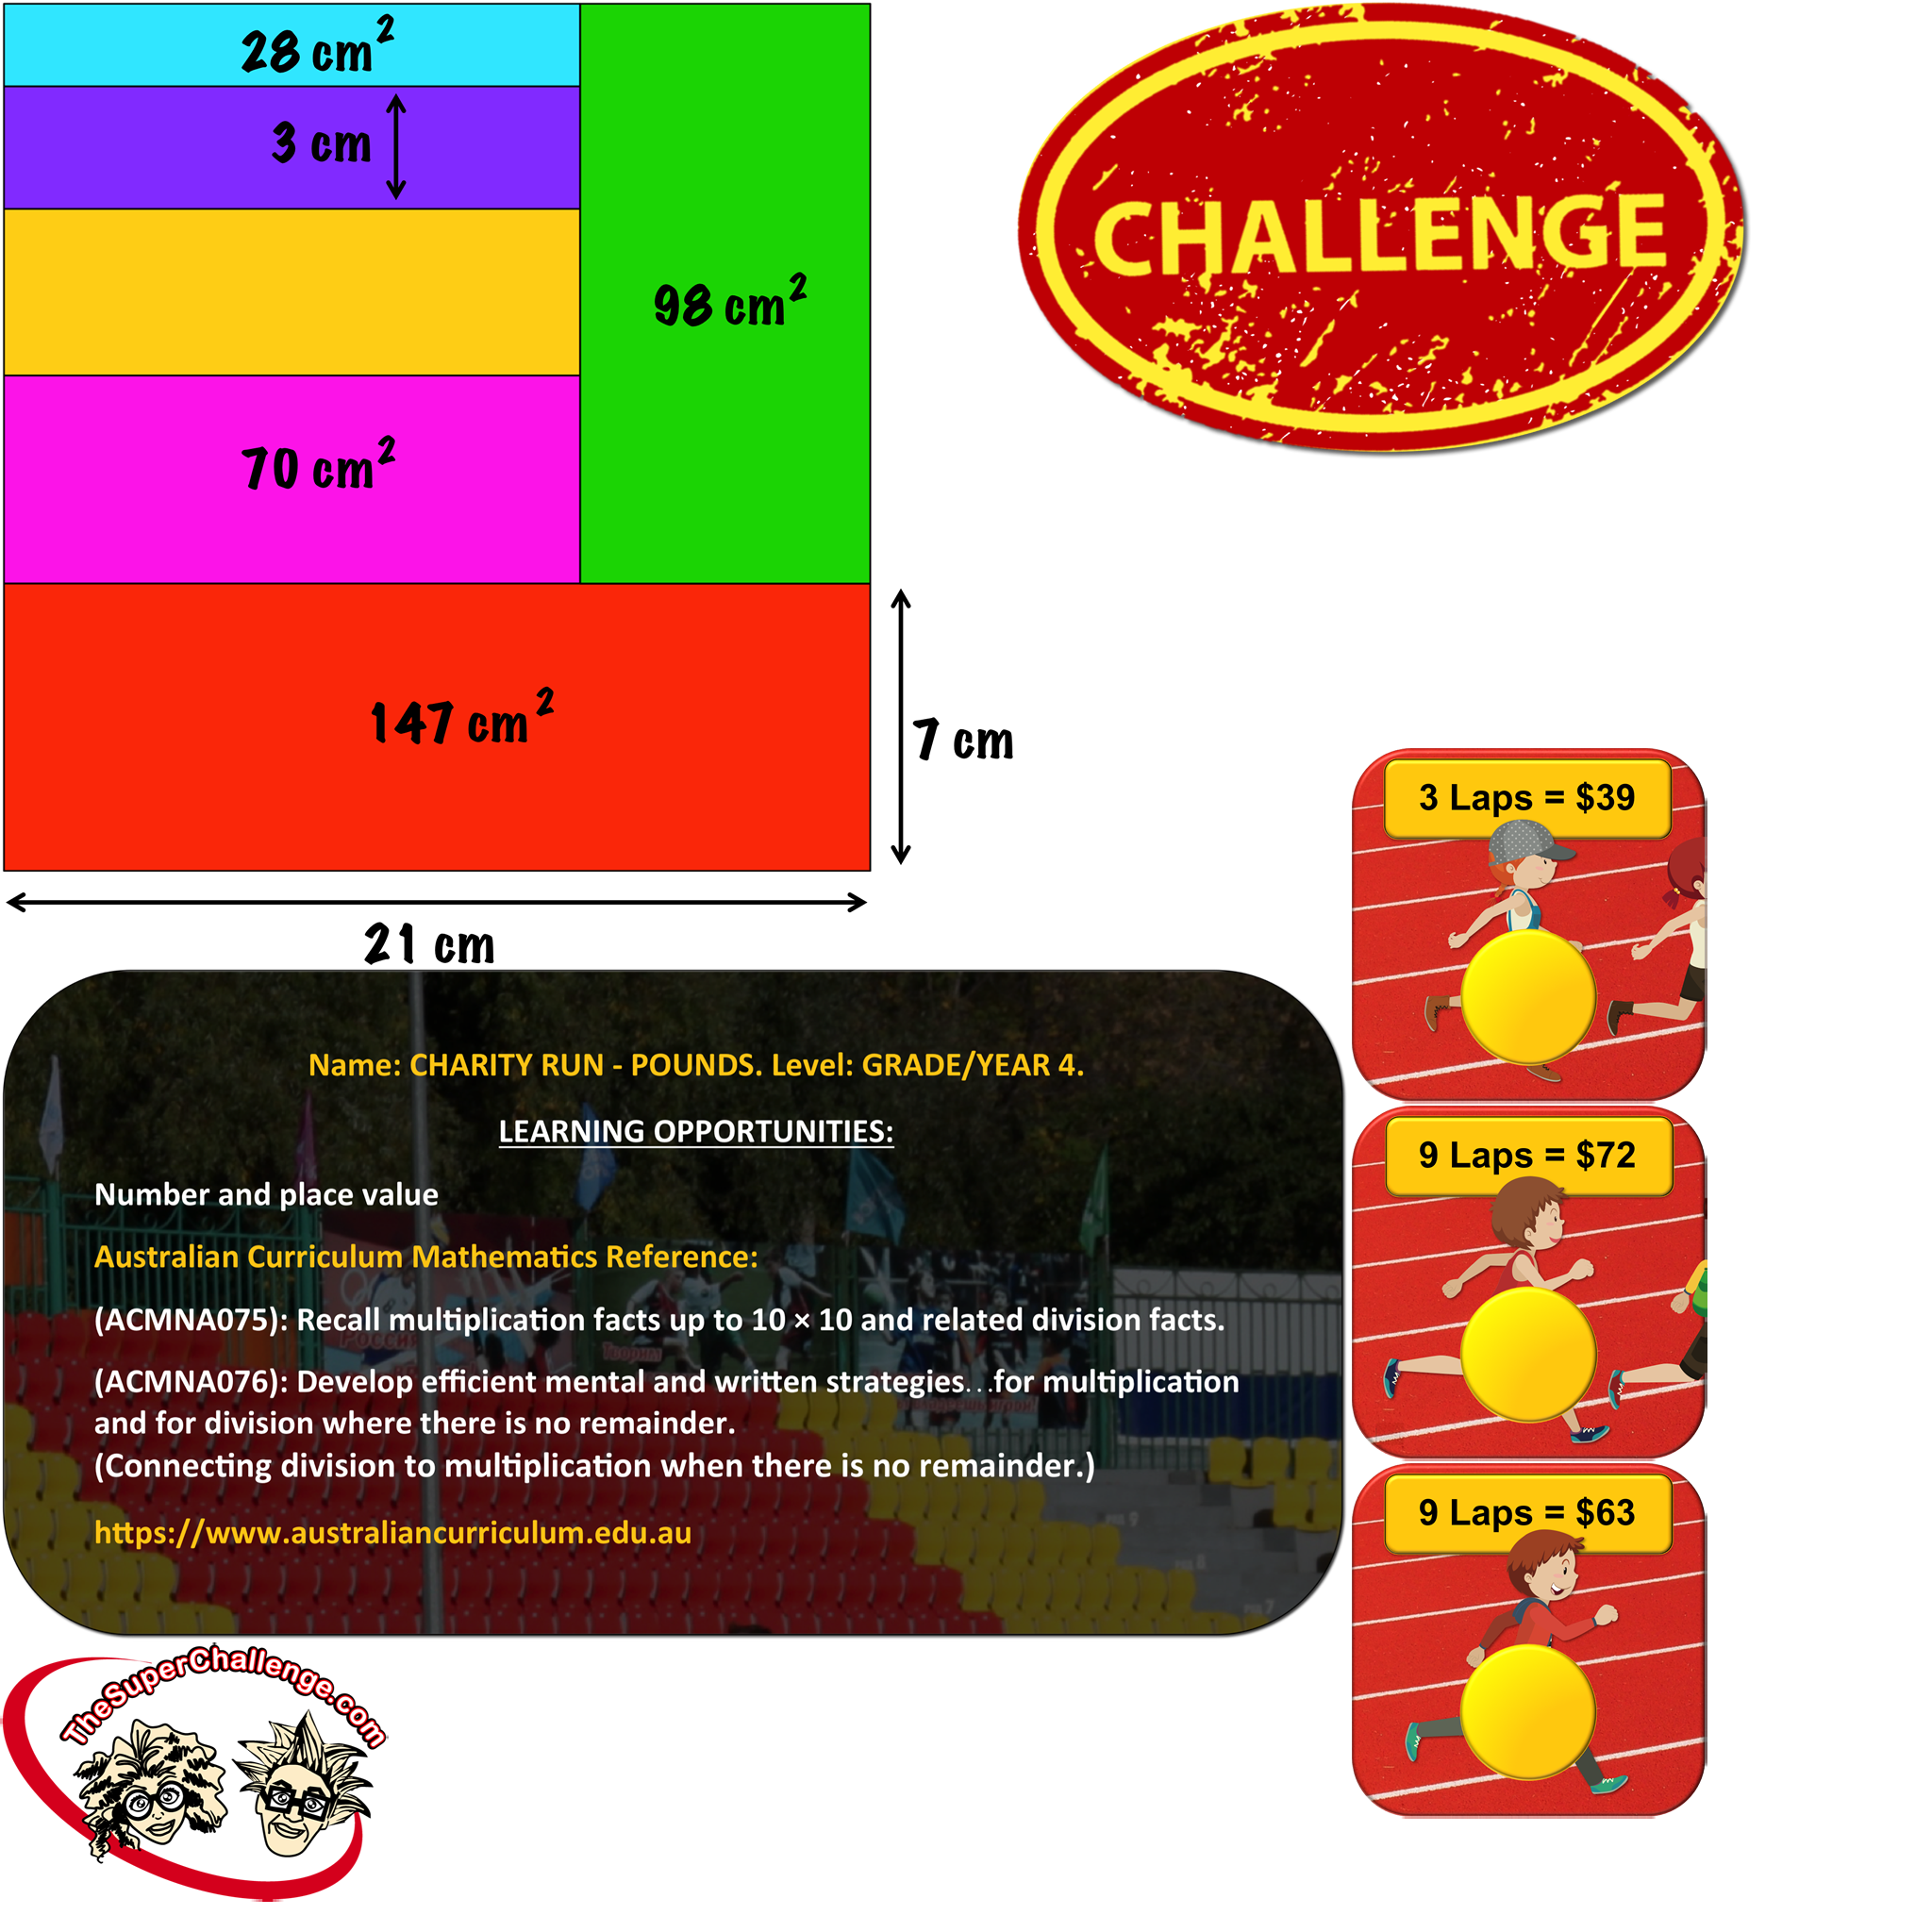 28 cm²
3 cm
98 cm²
70 cm²
147 cm²
7 cm
21 cm
CHALLENGE
3 Laps = $39
9 Laps = $72
9 Laps = $63
Name: CHARITY RUN - POUNDS. Level: GRADE/YEAR 4.
LEARNING OPPORTUNITIES:
Number and place value
Australian Curriculum Mathematics Reference:
(ACMNA075): Recall multiplication facts up to 10 × 10 and related division facts.
(ACMNA076): Develop efficient mental and written strategies...for multiplication
and for division where there is no remainder.
(Connecting division to multiplication when there is no remainder.)
https://www.australiancurriculum.edu.au
Россия
Творим
TheSuperChallenge.com